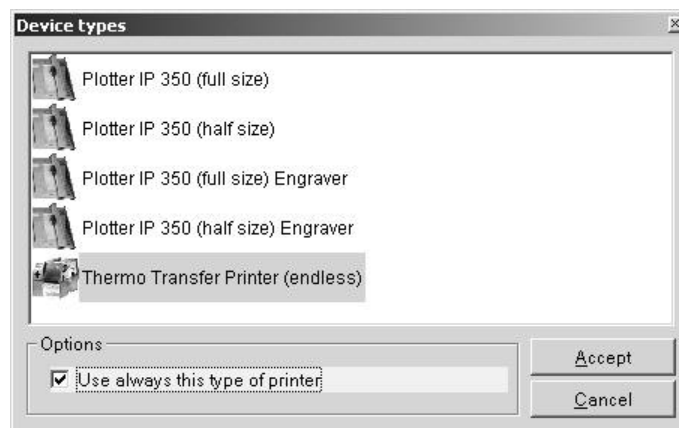 Device types
Plotter IP 350 (full size)
Plotter IP 350 (half size)
Plotter IP 350 (full size) Engraver
Plotter IP 350 (half size) Engraver
Thermo Transfer Printer (endless)
Options
Use always this type of printer
Accept
Cancel